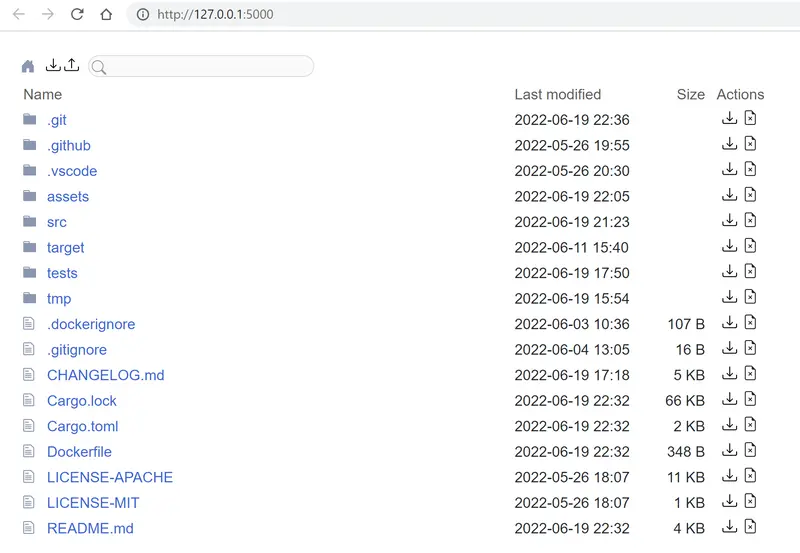 http://127.0.0.1:5000
Name Last modified Size Actions
.git 2022-06-19 22:36
.github 2022-05-26 19:55
.vscode 2022-05-26 20:30
assets 2022-06-19 22:05
src 2022-06-19 21:23
target 2022-06-11 15:40
tests 2022-06-19 17:50
tmp 2022-06-19 15:54
.dockerignore 2022-06-03 10:36 107 B
.gitignore 2022-06-04 13:05 16 B
CHANGELOG.md 2022-06-19 17:18 5 KB
Cargo.lock 2022-06-19 22:32 66 KB
Cargo.toml 2022-06-19 22:32 2 KB
Dockerfile 2022-06-19 22:32 348 B
LICENSE-APACHE 2022-05-26 18:07 11 KB
LICENSE-MIT 2022-05-26 18:07 1 KB
README.md 2022-06-19 22:32 4 KB